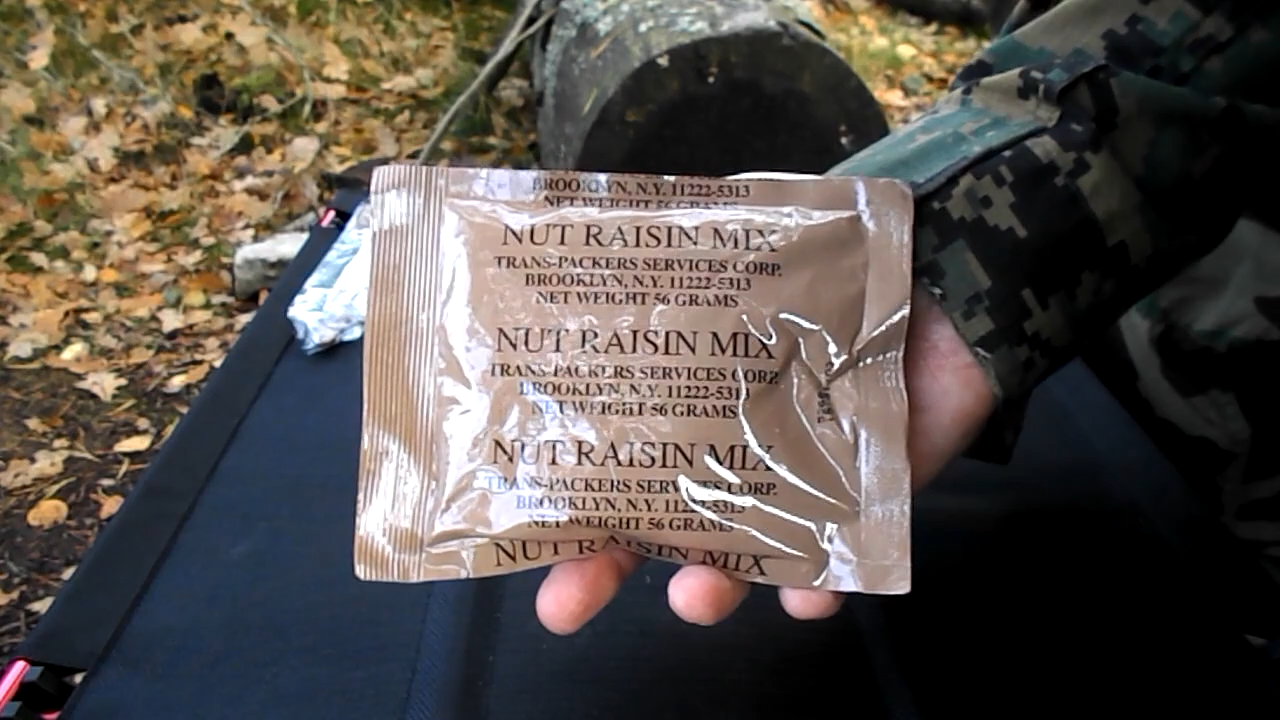 BROOKLYN, N.Y. 11222-5313
NET WEIGHT 56 GRAMS
NUT RAISIN MIX
TRANS-PACKERS SERVICES CORP.
BROOKLYN, N.Y. 11222-5313
NET WEIGHT 56 GRAMS
NUT RAISIN MIX
TRANS-PACKERS SERVICES CORP.
BROOKLYN, N.Y. 11222-5313
NET WEIGHT 56 GRAMS
NUT RAISIN MIX
TRANS-PACKERS SERVICES CORP.
BROOKLYN, N.Y. 11222-5313
NET WEIGHT 56 GRAMS
NUT RAISIN MIX